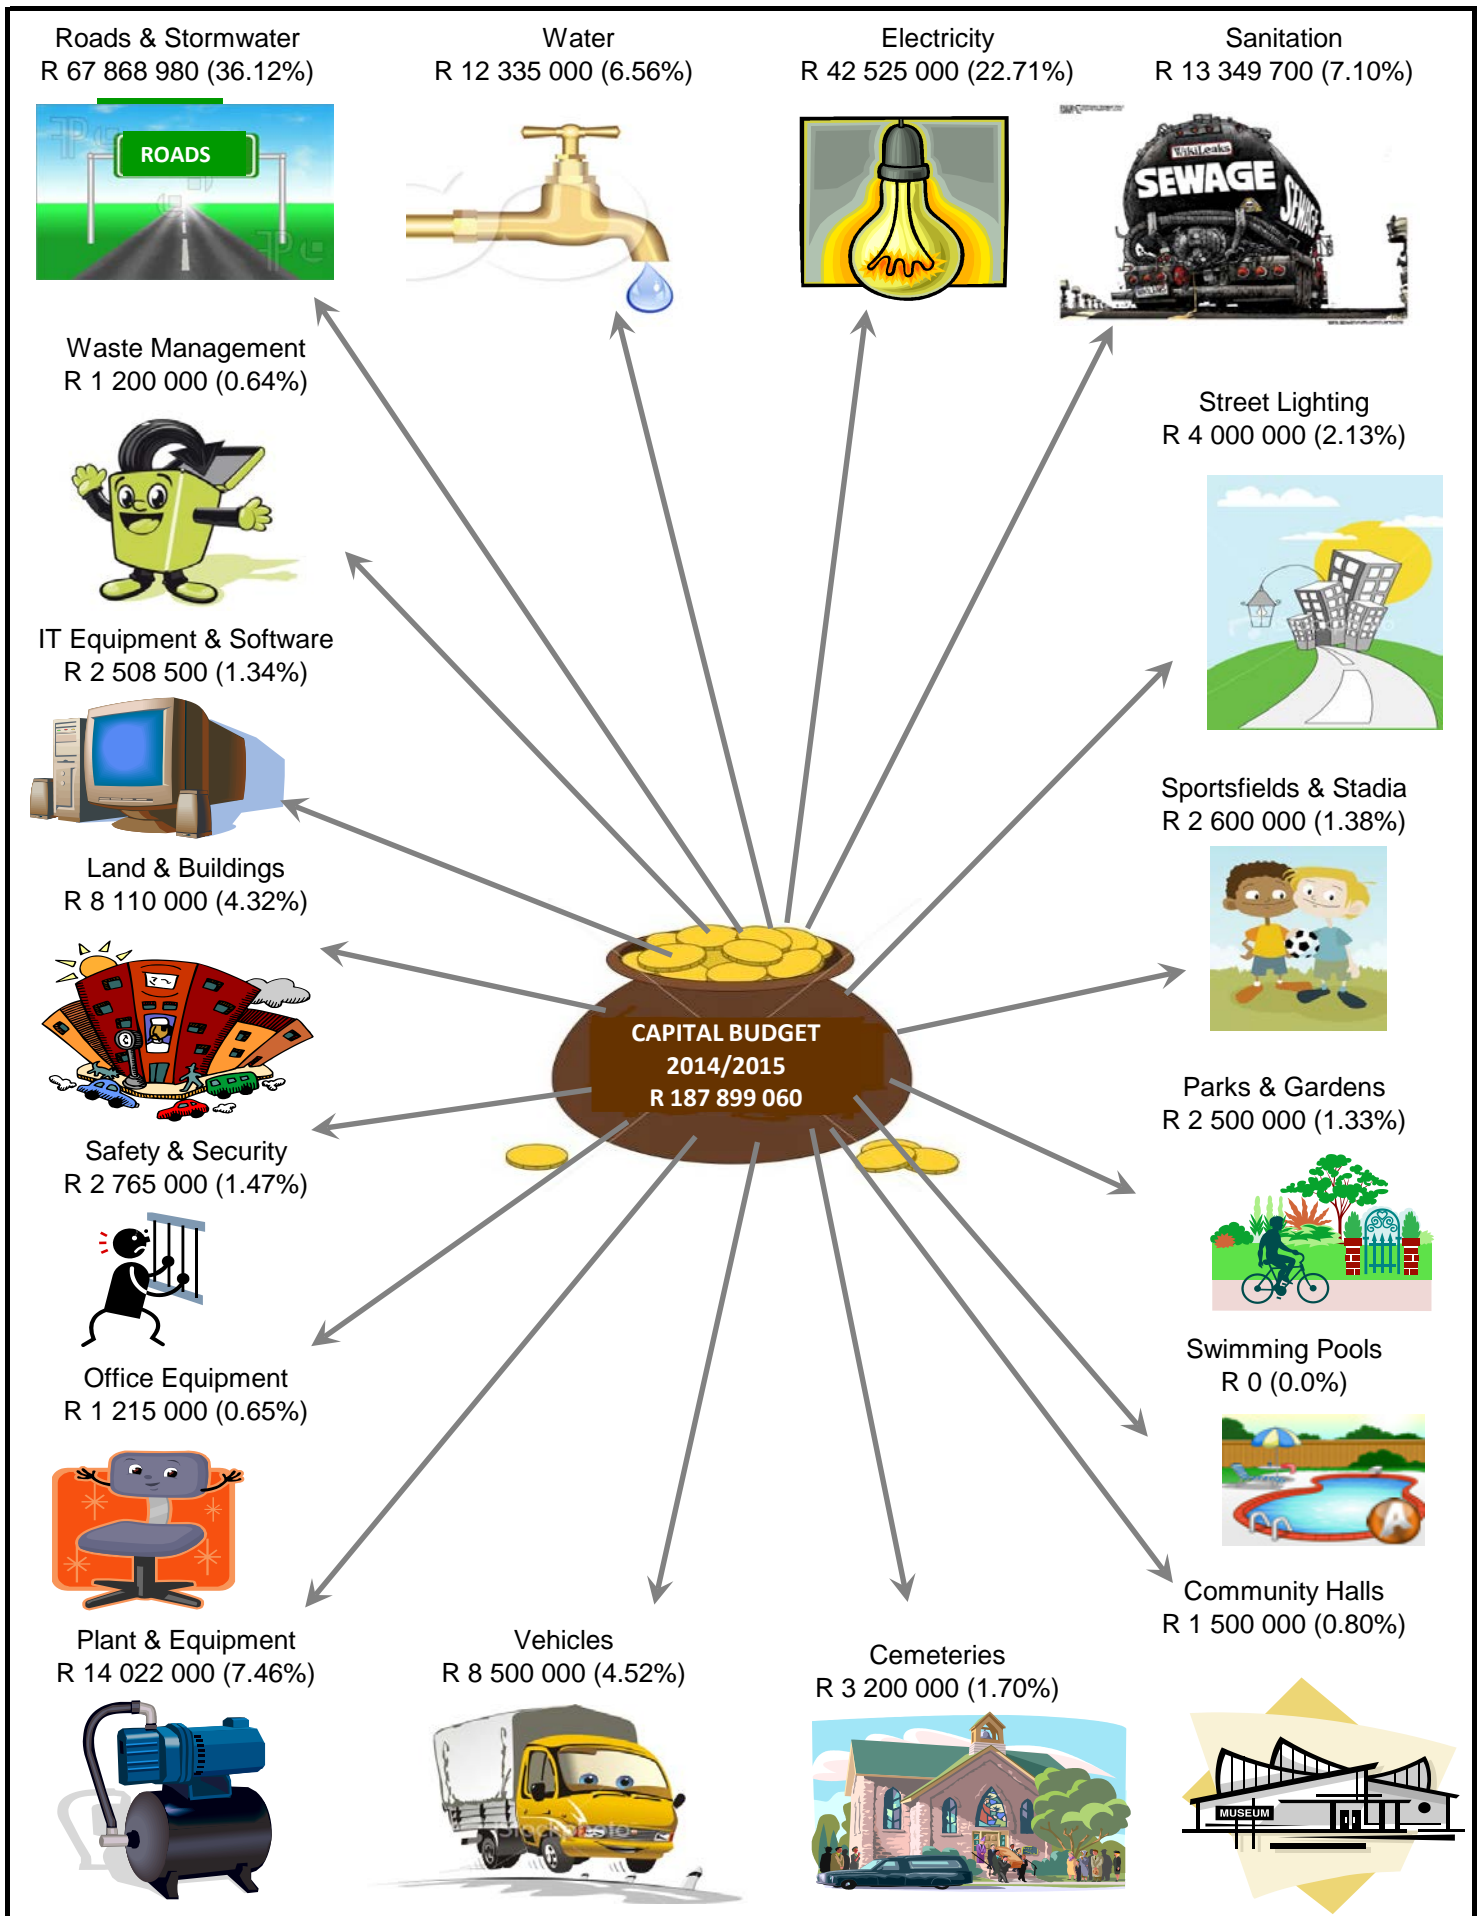 Roads & Stormwater
R 67 868 980 (36.12%)
Water
R 12 335 000 (6.56%)
Electricity
R 42 525 000 (22.71%)
Sanitation
R 13 349 700 (7.10%)
ROADS
WikiLeaks
SEWAGE
SEWAGE
Waste Management
R 1 200 000 (0.64%)
Street Lighting
R 4 000 000 (2.13%)
IT Equipment & Software
R 2 508 500 (1.34%)
Sportsfields & Stadia
R 2 600 000 (1.38%)
Land & Buildings
R 8 110 000 (4.32%)
CAPITAL BUDGET
2014/2015
R 187 899 060
Parks & Gardens
R 2 500 000 (1.33%)
Safety & Security
R 2 765 000 (1.47%)
Swimming Pools
R 0 (0.0%)
Office Equipment
R 1 215 000 (0.65%)
A
Community Halls
R 1 500 000 (0.80%)
Plant & Equipment
R 14 022 000 (7.46%)
Vehicles
R 8 500 000 (4.52%)
Cemeteries
R 3 200 000 (1.70%)
MUSEUM